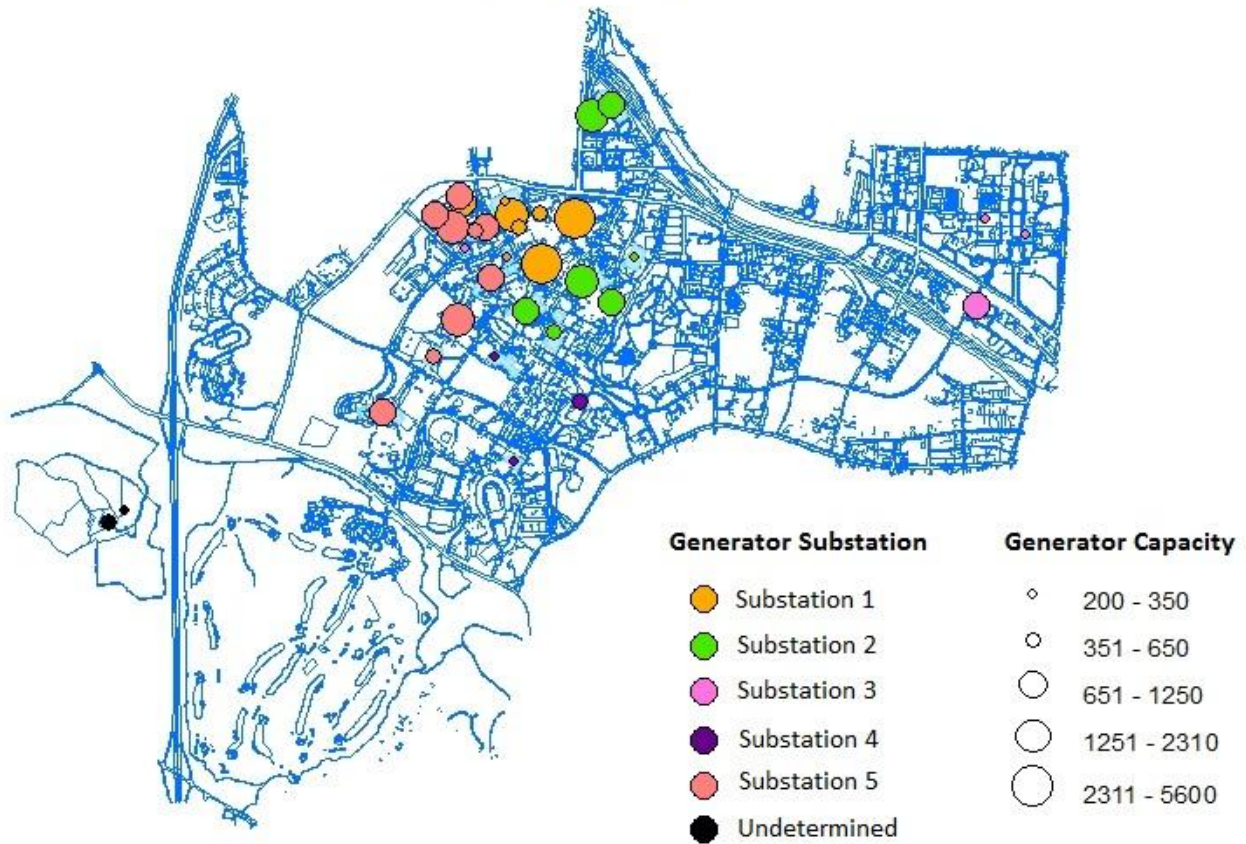 Generator Substation
Substation 1
Substation 2
Substation 3
Substation 4
Substation 5
Undetermined
Generator Capacity
200 - 350
351 - 650
651 - 1250
1251 - 2310
2311 - 5600